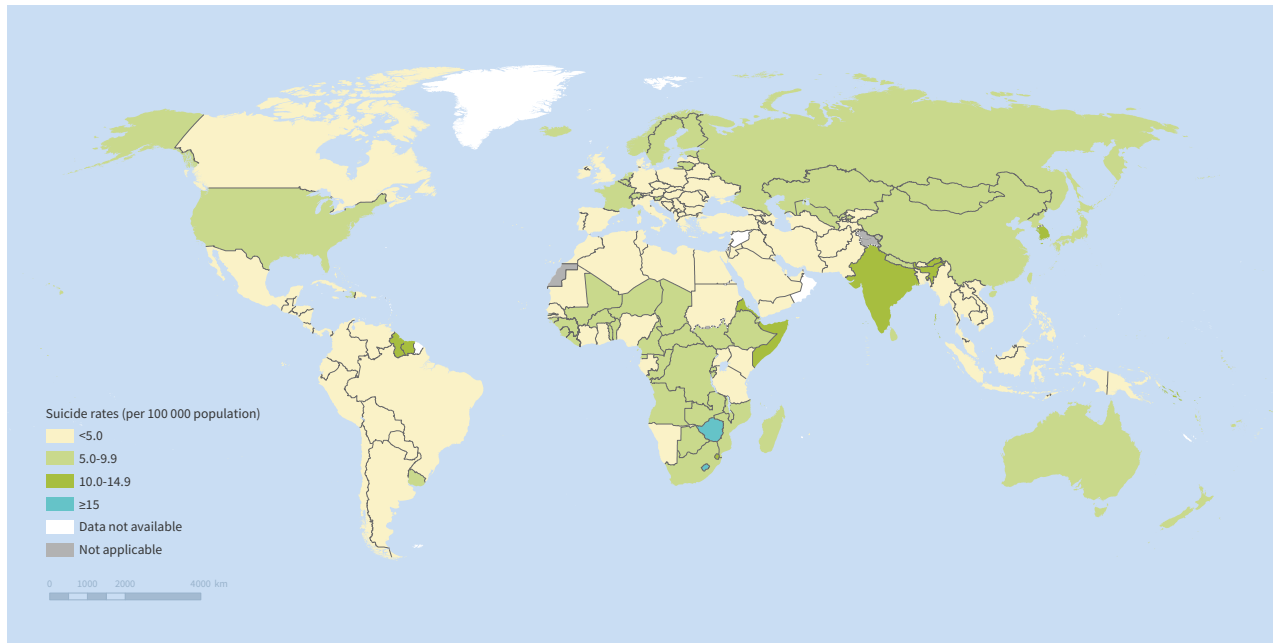 Suicide rates (per 100 000 population)
<5.0
5.0-9.9
10.0-14.9
≥15
Data not available
Not applicable
0 1000 2000 4000 km